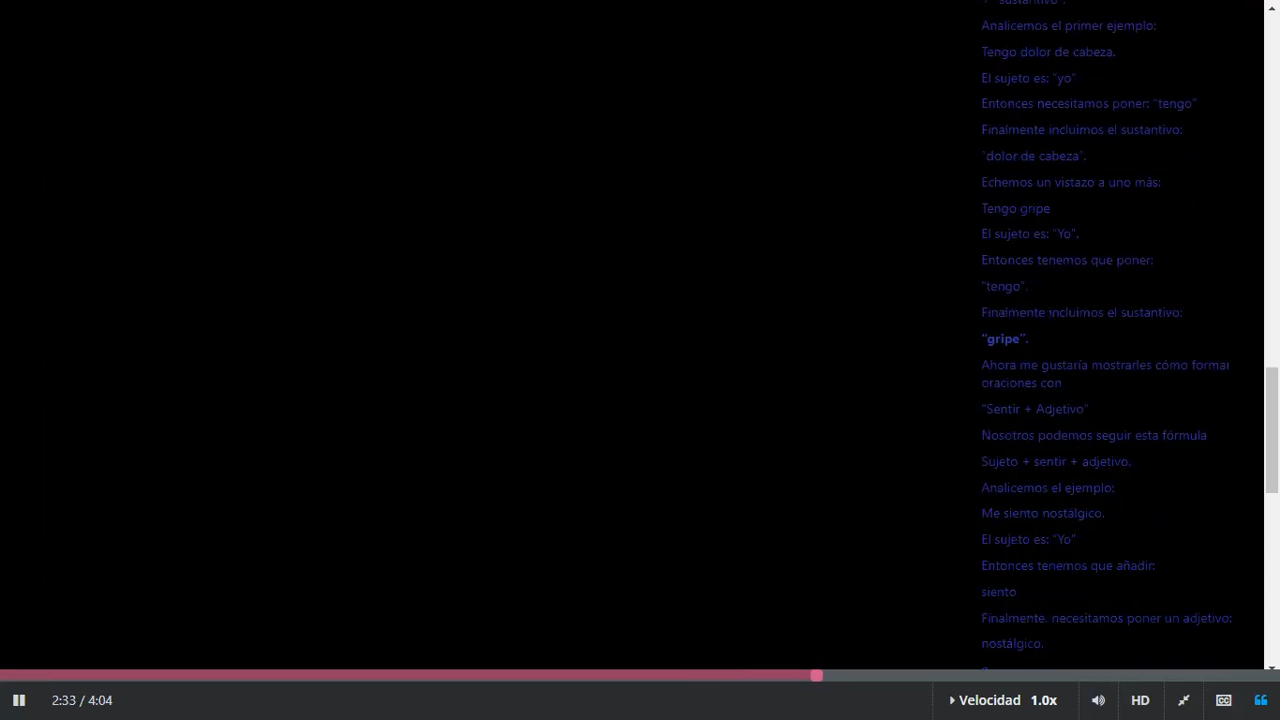 Analicemos el primer ejemplo:
Tengo dolor de cabeza.
El sujeto es: "yo"
Entonces necesitamos poner: "tengo"
Finalmente incluimos el sustantivo:
"dolor de cabeza".
Echemos un vistazo a uno más:
Tengo gripe
El sujeto es: "Yo".
Entonces tenemos que poner:
"tengo".
Finalmente incluimos el sustantivo:
"gripe".
Ahora me gustaría mostrarles cómo formar
oraciones con
"Sentir + Adjetivo"
Nosotros podemos seguir esta fórmula
Sujeto + sentir + adjetivo.
Analicemos el ejemplo:
Me siento nostálgico.
El sujeto es: "Yo"
Entonces tenemos que añadir:
siento
Finalmente, necesitamos poner un adjetivo:
nostálgico.
2:33 / 4:04
Velocidad 1.0x
HD
CC